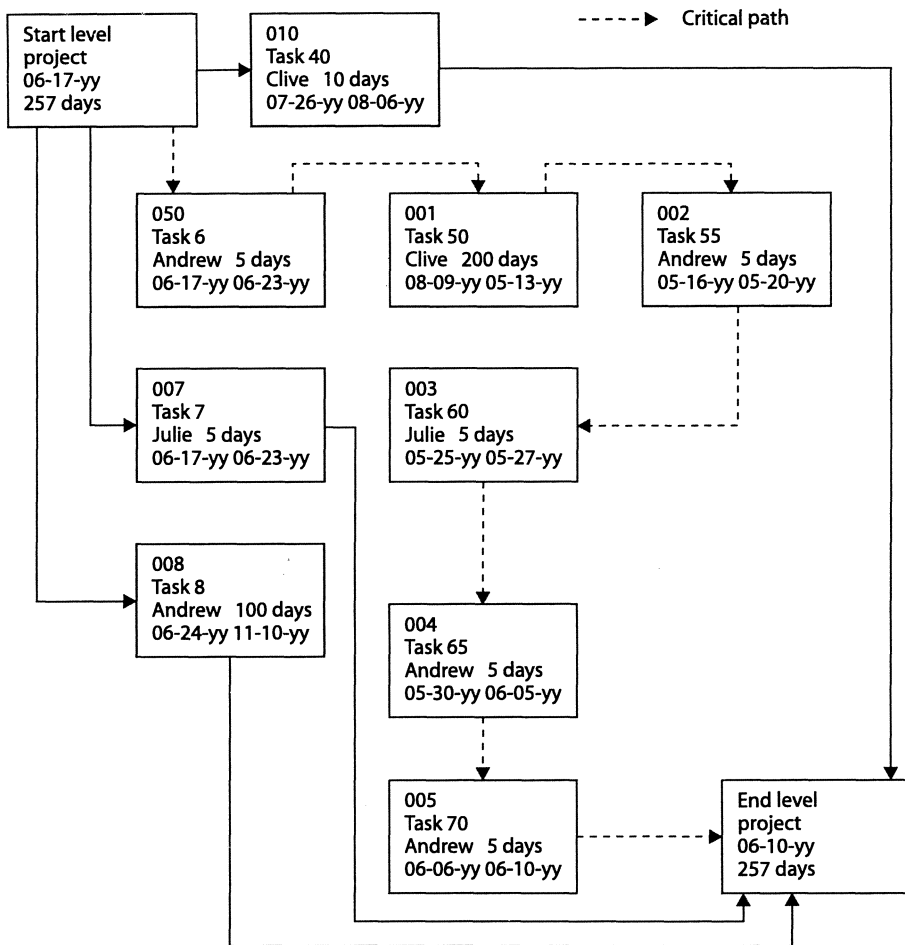 Critical path
Start level
project
06-17-yy
257 days
010
Task 40
Clive 10 days
07-26-yy 08-06-yy
050
Task 6
Andrew 5 days
06-17-yy 06-23-yy
001
Task 50
Clive 200 days
08-09-yy 05-13-yy
002
Task 55
Andrew 5 days
05-16-yy 05-20-yy
007
Task 7
Julie 5 days
06-17-yy 06-23-yy
003
Task 60
Julie 5 days
05-25-yy 05-27-yy
008
Task 8
Andrew 100 days
06-24-yy 11-10-yy
004
Task 65
Andrew 5 days
05-30-yy 06-05-yy
005
Task 70
Andrew 5 days
06-06-yy 06-10-yy
End level
project
06-10-yy
257 days